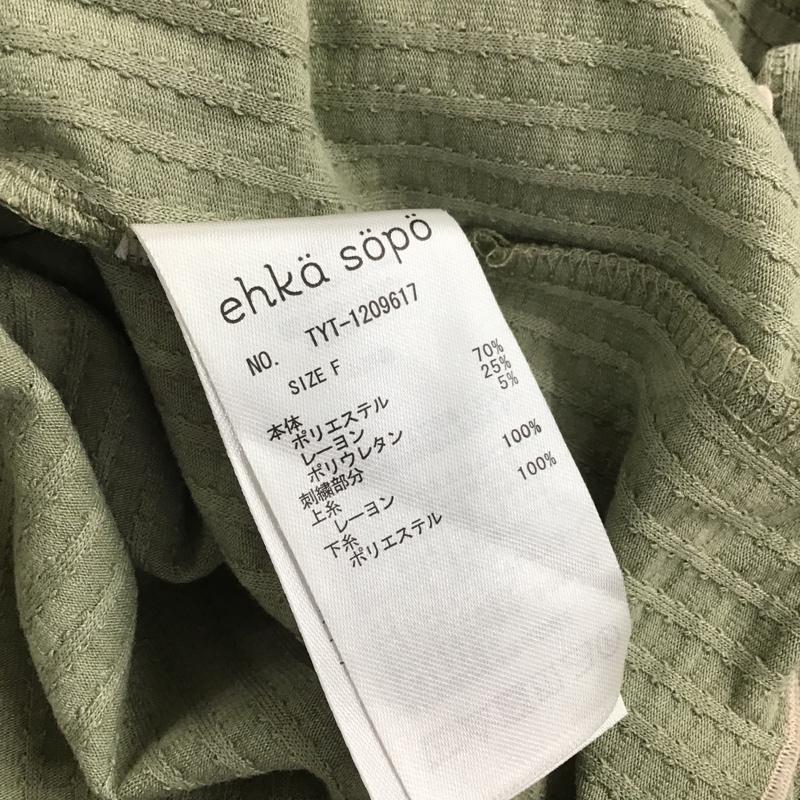 ehkä söpö
NO. TYT-1209617
SIZE F
本体
ポリエステル 70%
レーヨン 25%
ポリウレタン 5%
刺繍部分
上糸
レーヨン 100%
下糸
ポリエステル 100%